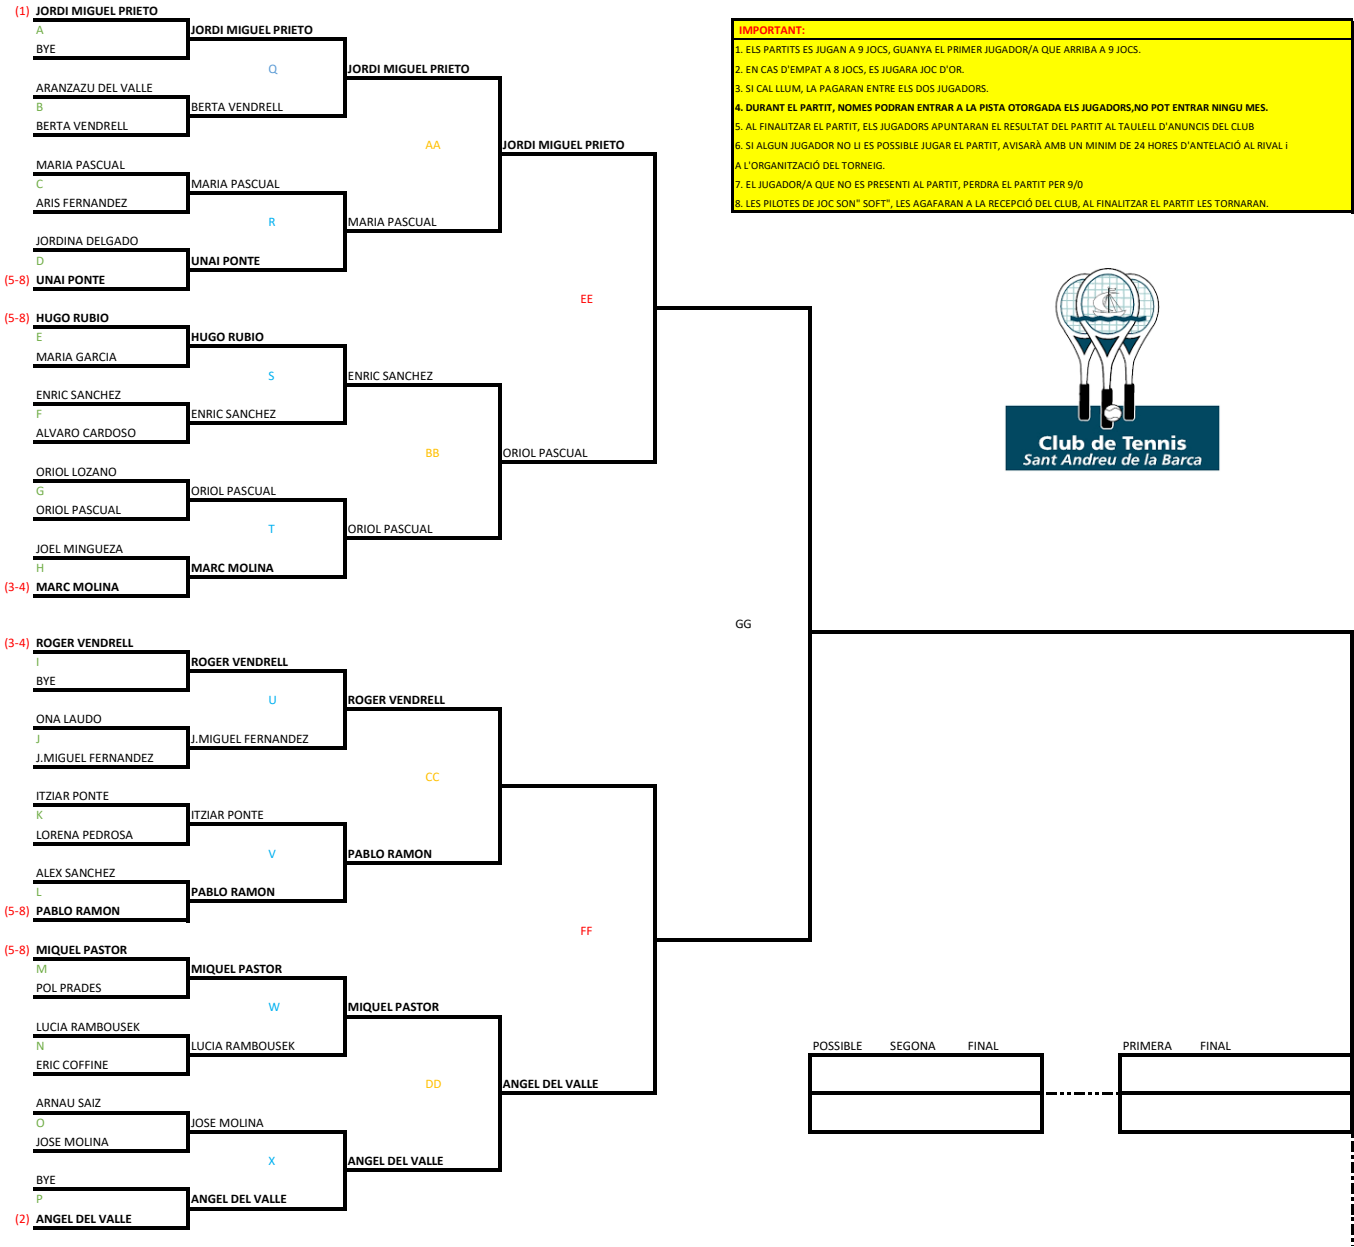 (1) JORDI MIGUEL PRIETO
A
BYE
ARANZAZU DEL VALLE
B
BERTA VENDRELL
MARIA PASCUAL
C
ARIS FERNANDEZ
JORDINA DELGADO
D
(5-8) UNAI PONTE
(5-8) HUGO RUBIO
E
MARIA GARCIA
ENRIC SANCHEZ
F
ALVARO CARDOSO
ORIOL LOZANO
G
ORIOL PASCUAL
JOEL MINGUEZA
H
(3-4) MARC MOLINA
(3-4) ROGER VENDRELL
I
BYE
ONA LAUDO
J
J.MIGUEL FERNANDEZ
ITZIAR PONTE
K
LORENA PEDROSA
ALEX SANCHEZ
L
(5-8) PABLO RAMON
(5-8) MIQUEL PASTOR
M
POL PRADES
LUCIA RAMBOUSEK
N
ERIC COFFINE
ARNAU SAIZ
O
JOSE MOLINA
BYE
P
(2) ANGEL DEL VALLE
JORDI MIGUEL PRIETO
Q
BERTA VENDRELL
MARIA PASCUAL
R
UNAI PONTE
HUGO RUBIO
S
ENRIC SANCHEZ
ORIOL PASCUAL
T
MARC MOLINA
ROGER VENDRELL
U
J.MIGUEL FERNANDEZ
ITZIAR PONTE
V
PABLO RAMON
MIQUEL PASTOR
W
LUCIA RAMBOUSEK
JOSE MOLINA
X
ANGEL DEL VALLE
JORDI MIGUEL PRIETO
AA
MARIA PASCUAL
ENRIC SANCHEZ
BB
ORIOL PASCUAL
ROGER VENDRELL
CC
PABLO RAMON
MIQUEL PASTOR
DD
ANGEL DEL VALLE
JORDI MIGUEL PRIETO
EE
ORIOL PASCUAL
FF
ANGEL DEL VALLE
GG
IMPORTANT:
1. ELS PARTITS ES JUGAN A 9 JOCS, GUANYA EL PRIMER JUGADOR/A QUE ARRIBA A 9 JOCS.
2. EN CAS D'EMPAT A 8 JOCS, ES JUGARA JOC D'OR.
3. SI CAL LLUM, LA PAGARAN ENTRE ELS DOS JUGADORS.
4. DURANT EL PARTIT, NOMES PODRAN ENTRAR A LA PISTA OTORGADA ELS JUGADORS,NO POT ENTRAR NINGU MES.
5. AL FINALITZAR EL PARTIT, ELS JUGADORS APUNTARAN EL RESULTAT DEL PARTIT AL TAULELL D'ANUNCIS DEL CLUB
6. SI ALGUN JUGADOR NO LI ES POSSIBLE JUGAR EL PARTIT, AVISARÀ AMB UN MINIM DE 24 HORES D'ANTELACIÓ AL RIVAL i
A L'ORGANITZACIÓ DEL TORNEIG.
7. EL JUGADOR/A QUE NO ES PRESENTI AL PARTIT, PERDRA EL PARTIT PER 9/0
8. LES PILOTES DE JOC SON" SOFT", LES AGAFARAN A LA RECEPCIÓ DEL CLUB, AL FINALITZAR EL PARTIT LES TORNARAN.
Club de Tennis
Sant Andreu de la Barca
POSSIBLE SEGONA FINAL
PRIMERA FINAL